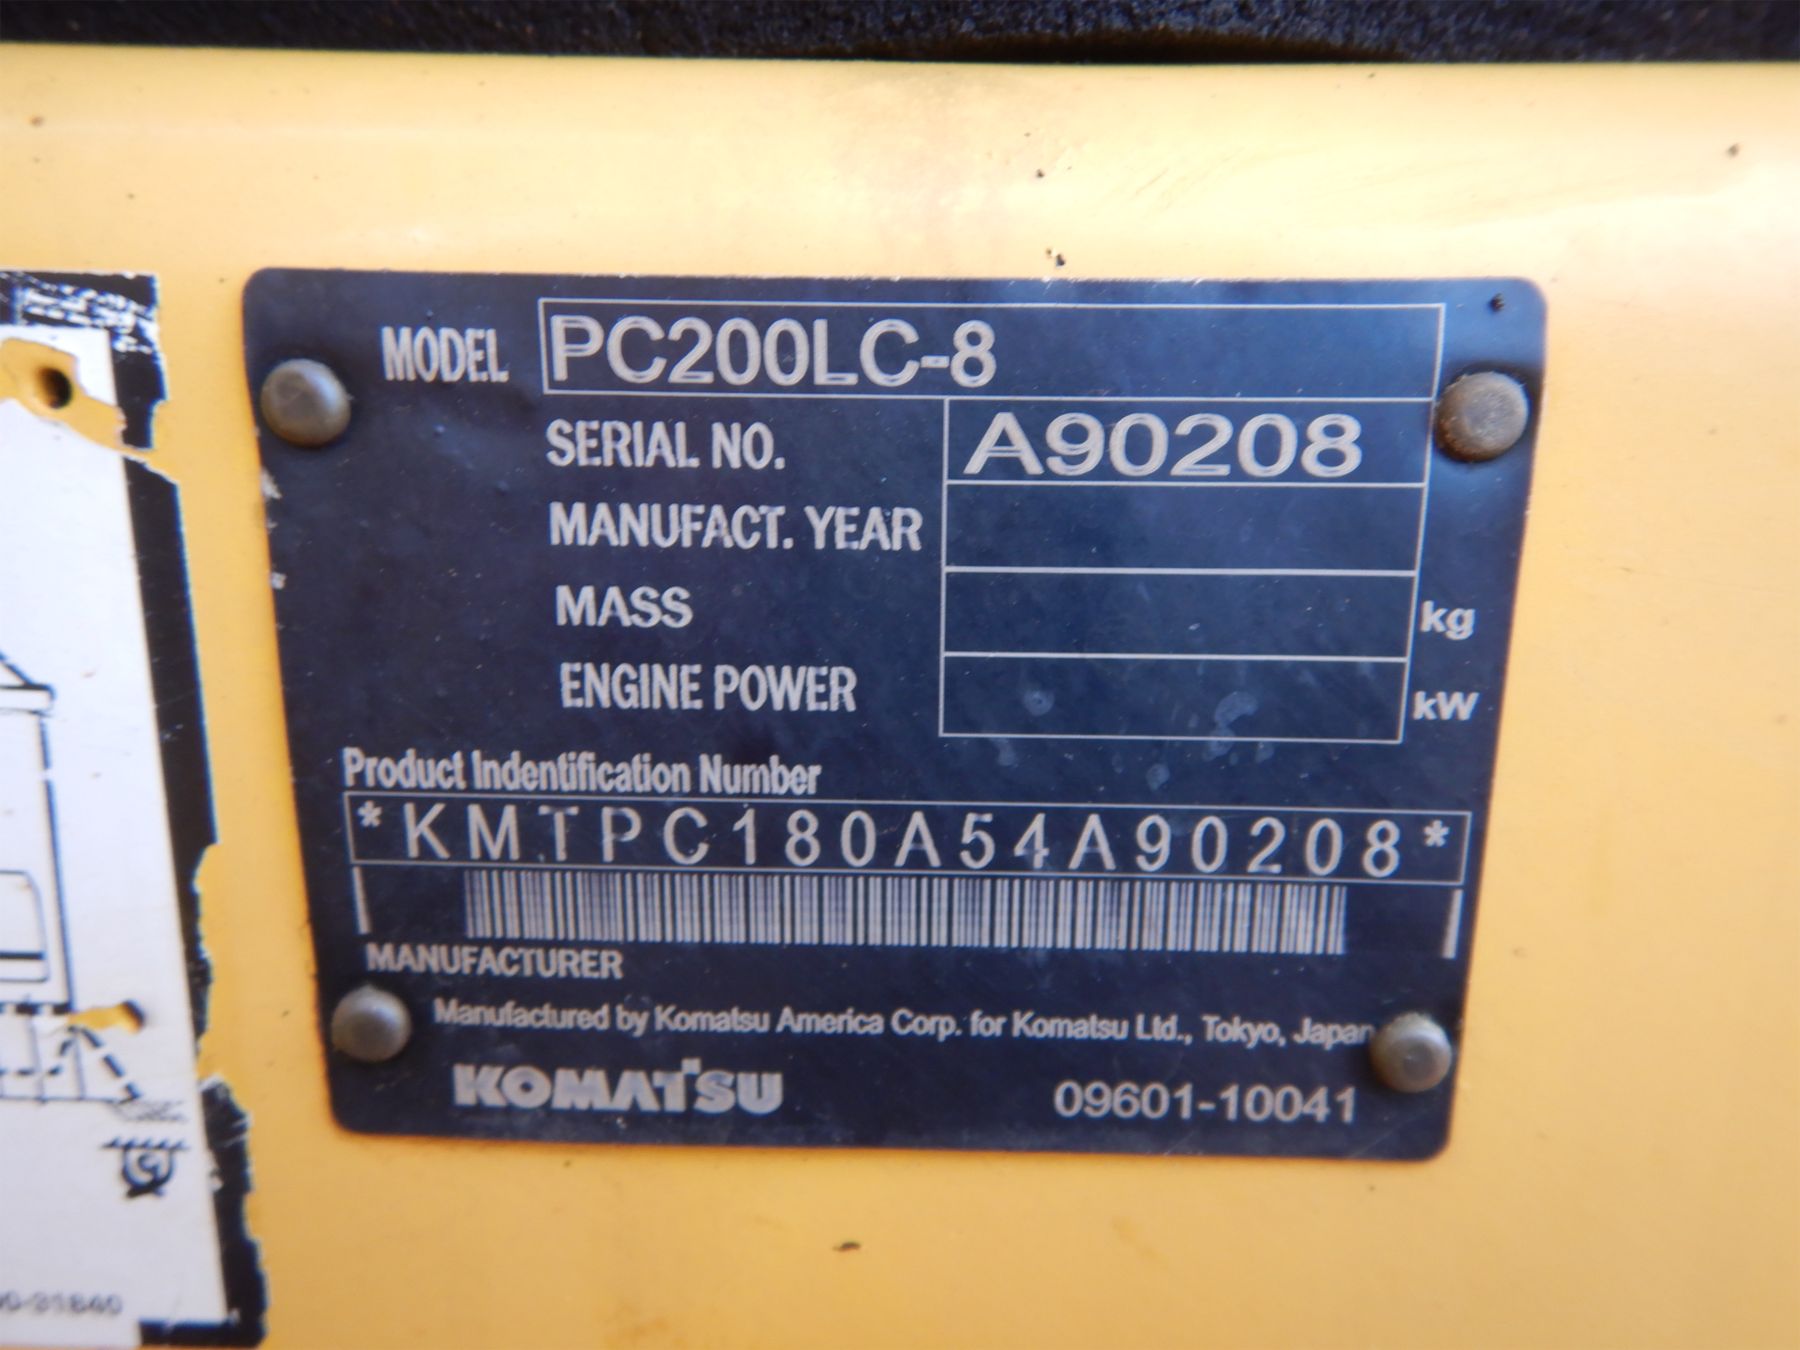 MODEL PC200LC-8
SERIAL NO. A90208
MANUFACT. YEAR
MASS kg
ENGINE POWER kW
Product Indentification Number
*KMTPC180A54A90208*
MANUFACTURER
Manufactured by Komatsu America Corp. for Komatsu Ltd., Tokyo, Japan
KOMATSU 09601-10041